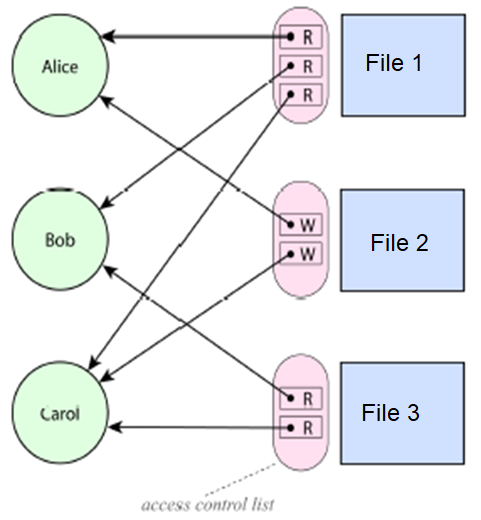 Alice
R
R
R
File 1
Bob
W
W
File 2
Carol
R
R
File 3
access control list